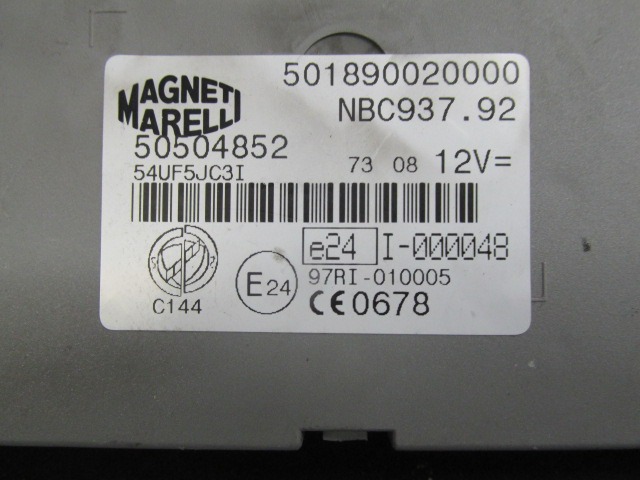 501890020000
MAGNETI
MARELLI
NBC937.92
50504852
73 08 12V=
54UF5JC3I
e24 I-000048
97RI-010005
E24
C144
CE0678